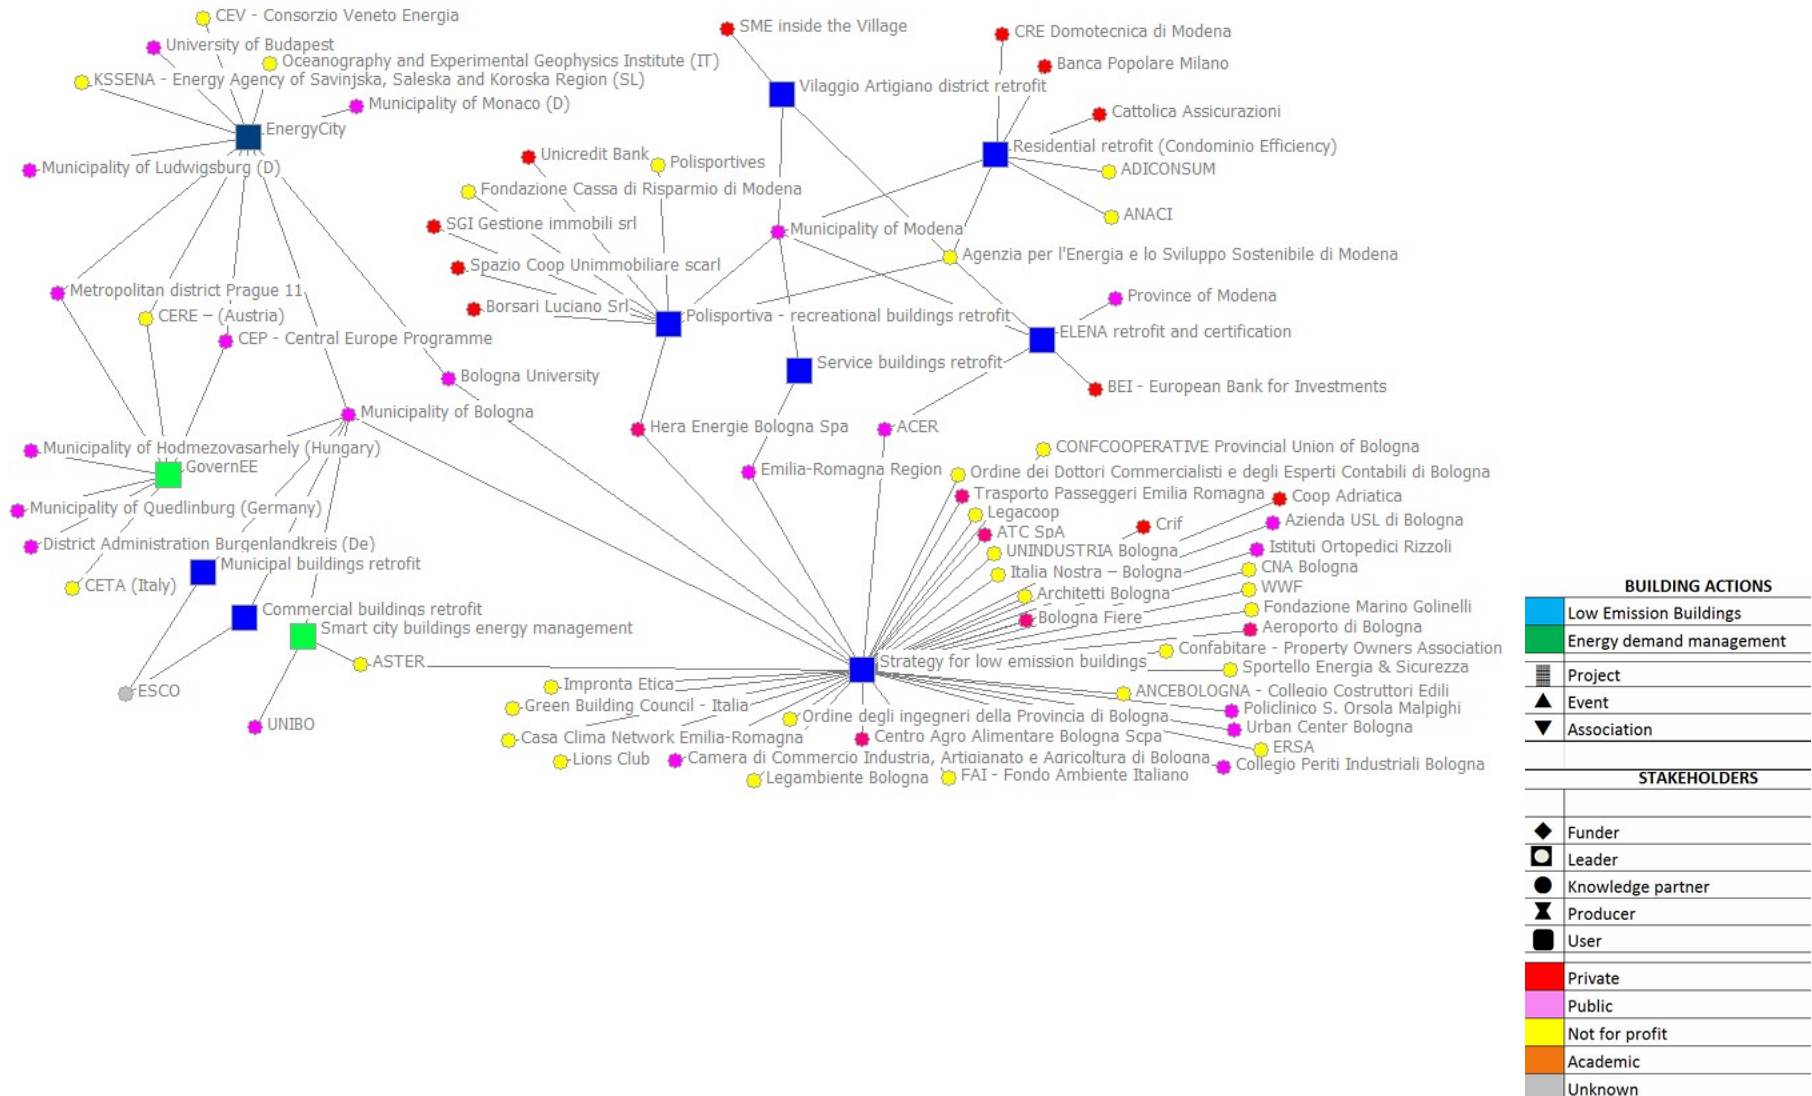 CEV - Consorzio Veneto Energia
University of Budapest
Oceanography and Experimental Geophysics Institute (IT)
KSSENA - Energy Agency of Savinjska, Saleska and Koroska Region (SL)
Municipality of Monaco (D)
EnergyCity
Municipality of Ludwigsburg (D)
SME inside the Village
Vilaggio Artigiano district retrofit
CRE Domotecnica di Modena
Banca Popolare Milano
Cattolica Assicurazioni
Residential retrofit (Condominio Efficiency)
ADICONSUM
ANACI
Unicredit Bank
Polisportives
Fondazione Cassa di Risparmio di Modena
SGI Gestione immobili srl
Municipality of Modena
Agenzia per l'Energia e lo Sviluppo Sostenibile di Modena
Spazio Coop Unimmobiliare scarl
Borsari Luciano Srl
Polisportiva - recreational buildings retrofit
Province of Modena
ELENA retrofit and certification
Service buildings retrofit
BEI - European Bank for Investments
Metropolitan district Prague 11
CERE – (Austria)
CEP - Central Europe Programme
Bologna University
Municipality of Bologna
Hera Energie Bologna Spa
ACER
Emilia-Romagna Region
Municipality of Hodmezovasarhely (Hungary)
GovernEE
Municipality of Quedlinburg (Germany)
District Administration Burgenlandkreis (De)
Municipal buildings retrofit
CETA (Italy)
Commercial buildings retrofit
Smart city buildings energy management
ASTER
ESCO
UNIBO
CONFCOOPERATIVE Provincial Union of Bologna
Ordine dei Dottori Commercialisti e degli Esperti Contabili di Bologna
Trasporto Passeggeri Emilia Romagna
Coop Adriatica
Legacoop
Crif
Azienda USL di Bologna
ATC SpA
UNINDUSTRIA Bologna
Istituti Ortopedici Rizzoli
Italia Nostra – Bologna
CNA Bologna
Architetti Bologna
WWF
Bologna Fiere
Fondazione Marino Golinelli
Aeroporto di Bologna
Confabitare - Property Owners Association
Strategy for low emission buildings
Sportello Energia & Sicurezza
Impronta Etica
ANCEBOLOGNA - Collegio Costruttori Edili
Green Building Council - Italia
Policlinico S. Orsola Malpighi
Ordine degli ingegneri della Provincia di Bologna
Urban Center Bologna
Casa Clima Network Emilia-Romagna
Centro Agro Alimentare Bologna Scpa
ERSA
Lions Club
Camera di Commercio Industria, Artigianato e Agricoltura di Bologna
Collegio Periti Industriali Bologna
Legambiente Bologna
FAI - Fondo Ambiente Italiano
BUILDING ACTIONS
Low Emission Buildings
Energy demand management
Project
Event
Association
STAKEHOLDERS
Funder
Leader
Knowledge partner
Producer
User
Private
Public
Not for profit
Academic
Unknown